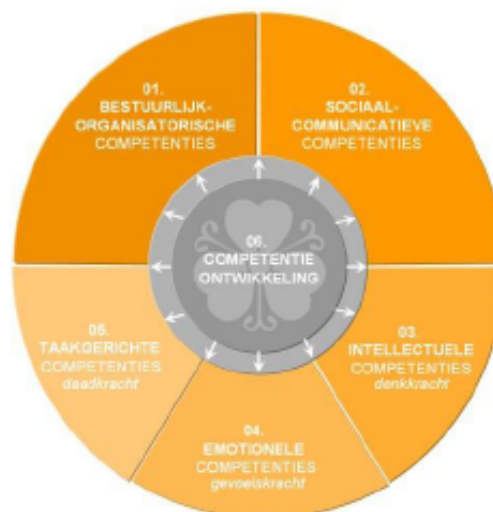 01.
BESTUURLIJK-
ORGANISATORISCHE
COMPETENTIES
02.
SOCIAAL-
COMMUNICATIEVE
COMPETENTIES
03.
INTELLECTUELE
COMPETENTIES
denkkracht
04.
EMOTIONELE
COMPETENTIES
gevoelskracht
05.
TAAKGERICHTE
COMPETENTIES
daadkracht
06.
COMPETENTIE
ONTWIKKELING